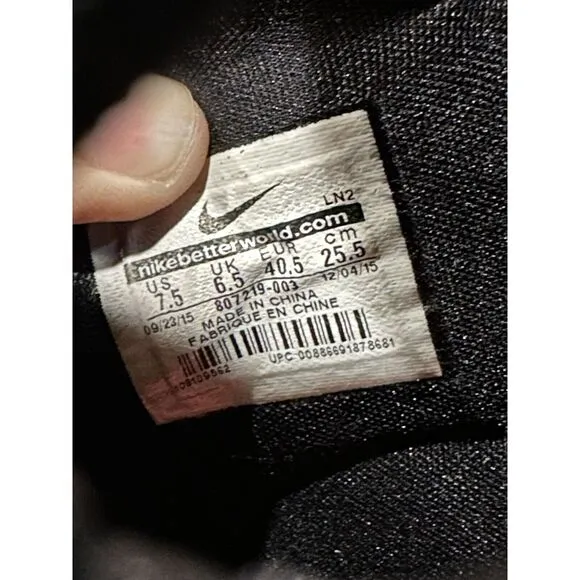 LN2
nikebetterworld.com
US UK EUR cm
7.5 6.5 40.5 25.5
09/23/15 807219-003 12/04/15
MADE IN CHINA
FABRIQUE EN CHINE
UPC 00886691878681